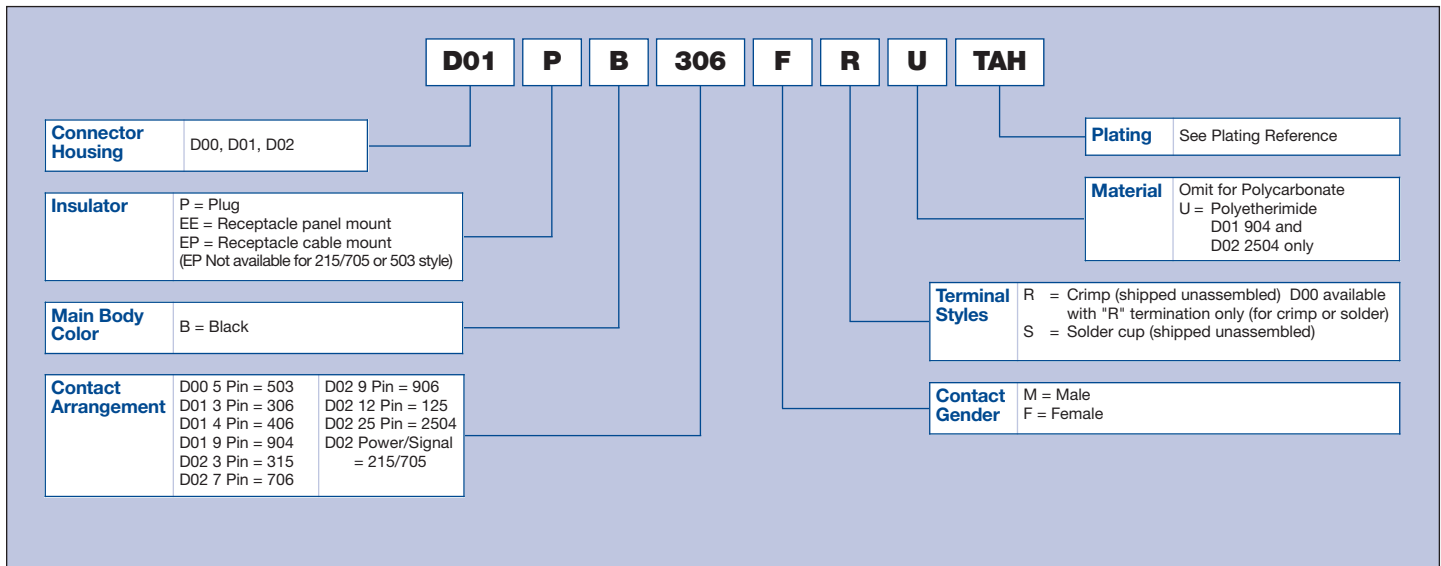 D01 P B 306 F R U TAH
Connector
Housing
D00, D01, D02
Insulator
P = Plug
EE = Receptacle panel mount
EP = Receptacle cable mount
(EP Not available for 215/705 or 503 style)
Main Body
Color
B = Black
Contact
Arrangement
D00 5 Pin = 503
D01 3 Pin = 306
D01 4 Pin = 406
D01 9 Pin = 904
D02 3 Pin = 315
D02 7 Pin = 706
D02 9 Pin = 906
D02 12 Pin = 125
D02 25 Pin = 2504
D02 Power/Signal
= 215/705
Plating
See Plating Reference
Material
Omit for Polycarbonate
U = Polyetherimide
D01 904 and
D02 2504 only
Terminal
Styles
R = Crimp (shipped unassembled) D00 available
with "R" termination only (for crimp or solder)
S = Solder cup (shipped unassembled)
Contact
Gender
M = Male
F = Female